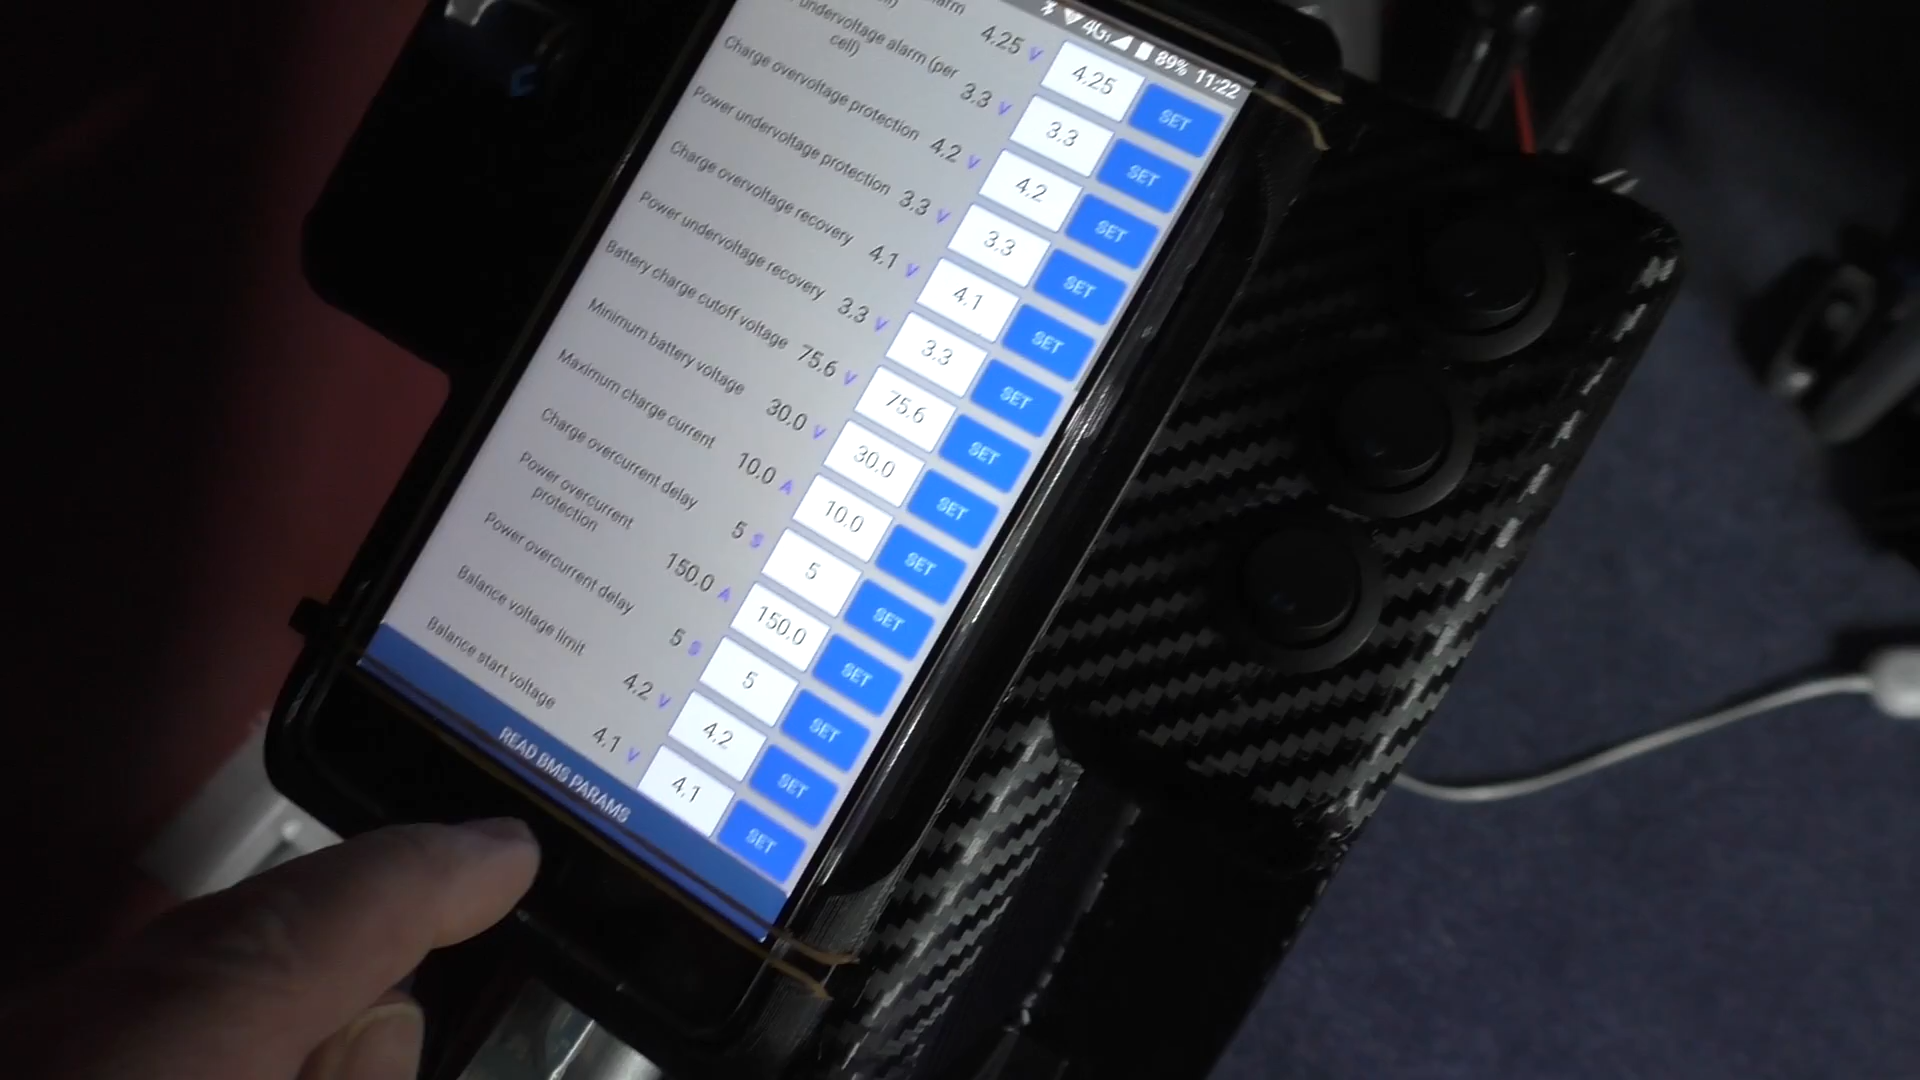 4G 89% 11:22
alarm
cell) 4.25 V 4.25 SET
undervoltage alarm (per
cell) 3.3 V 3.3 SET
Charge overvoltage protection 4.2 V 4.2 SET
Power undervoltage protection 3.3 V 3.3 SET
Charge overvoltage recovery 4.1 V 4.1 SET
Power undervoltage recovery 3.3 V 3.3 SET
Battery charge cutoff voltage 75.6 V 75.6 SET
Minimum battery voltage 30.0 V 30.0 SET
Maximum charge current 10.0 A 10.0 SET
Charge overcurrent delay 5 S 5 SET
Power overcurrent
protection 150.0 A 150.0 SET
Power overcurrent delay 5 S 5 SET
Balance voltage limit 4.2 V 4.2 SET
Balance start voltage 4.1 V 4.1 SET
READ BMS PARAMS